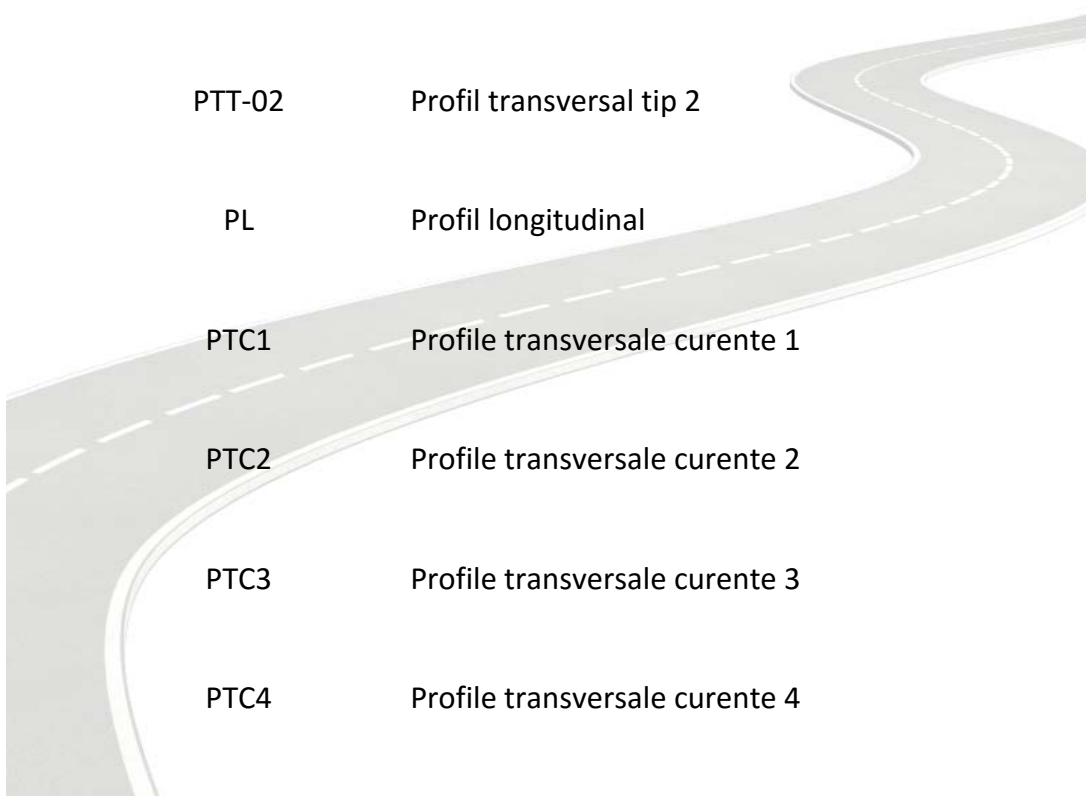 PTT-02 Profil transversal tip 2
PL Profil longitudinal
PTC1 Profile transversale curente 1
PTC2 Profile transversale curente 2
PTC3 Profile transversale curente 3
PTC4 Profile transversale curente 4